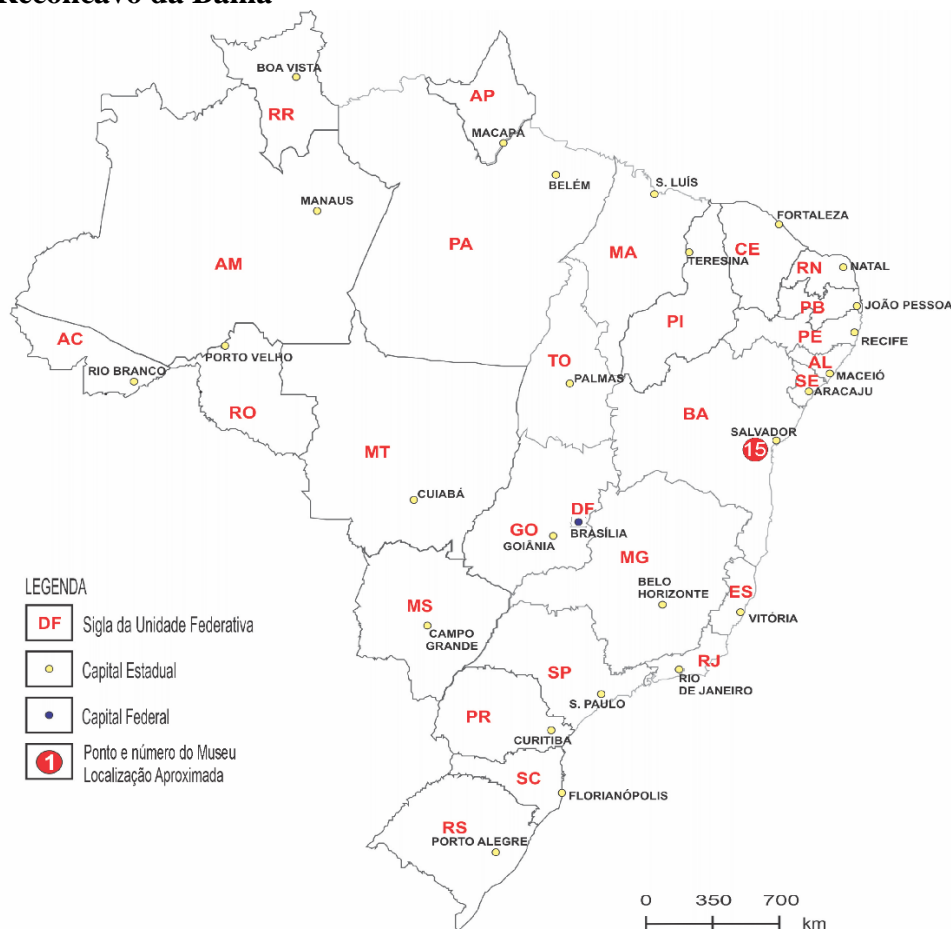 Recôncavo da Bahia
BOA VISTA
RR
AP
MACAPÁ
BELÉM
S. LUÍS
MANAUS
FORTALEZA
AM
PA
MA
TERESINA
CE
RN
NATAL
PB
JOÃO PESSOA
PI
PE
RECIFE
AC
PORTO VELHO
RIO BRANCO
TO
PALMAS
AL
MACEIÓ
SE
ARACAJU
RO
BA
SALVADOR
15
MT
CUIABÁ
DF
BRASÍLIA
GO
GOIÂNIA
MG
BELO
HORIZONTE
ES
VITÓRIA
MS
CAMPO
GRANDE
SP
S. PAULO
RJ
RIO
DE JANEIRO
PR
CURITIBA
SC
FLORIANÓPOLIS
RS
PORTO ALEGRE
LEGENDA
DF Sigla da Unidade Federativa
Capital Estadual
Capital Federal
1 Ponto e número do Museu
Localização Aproximada
0 350 700
km